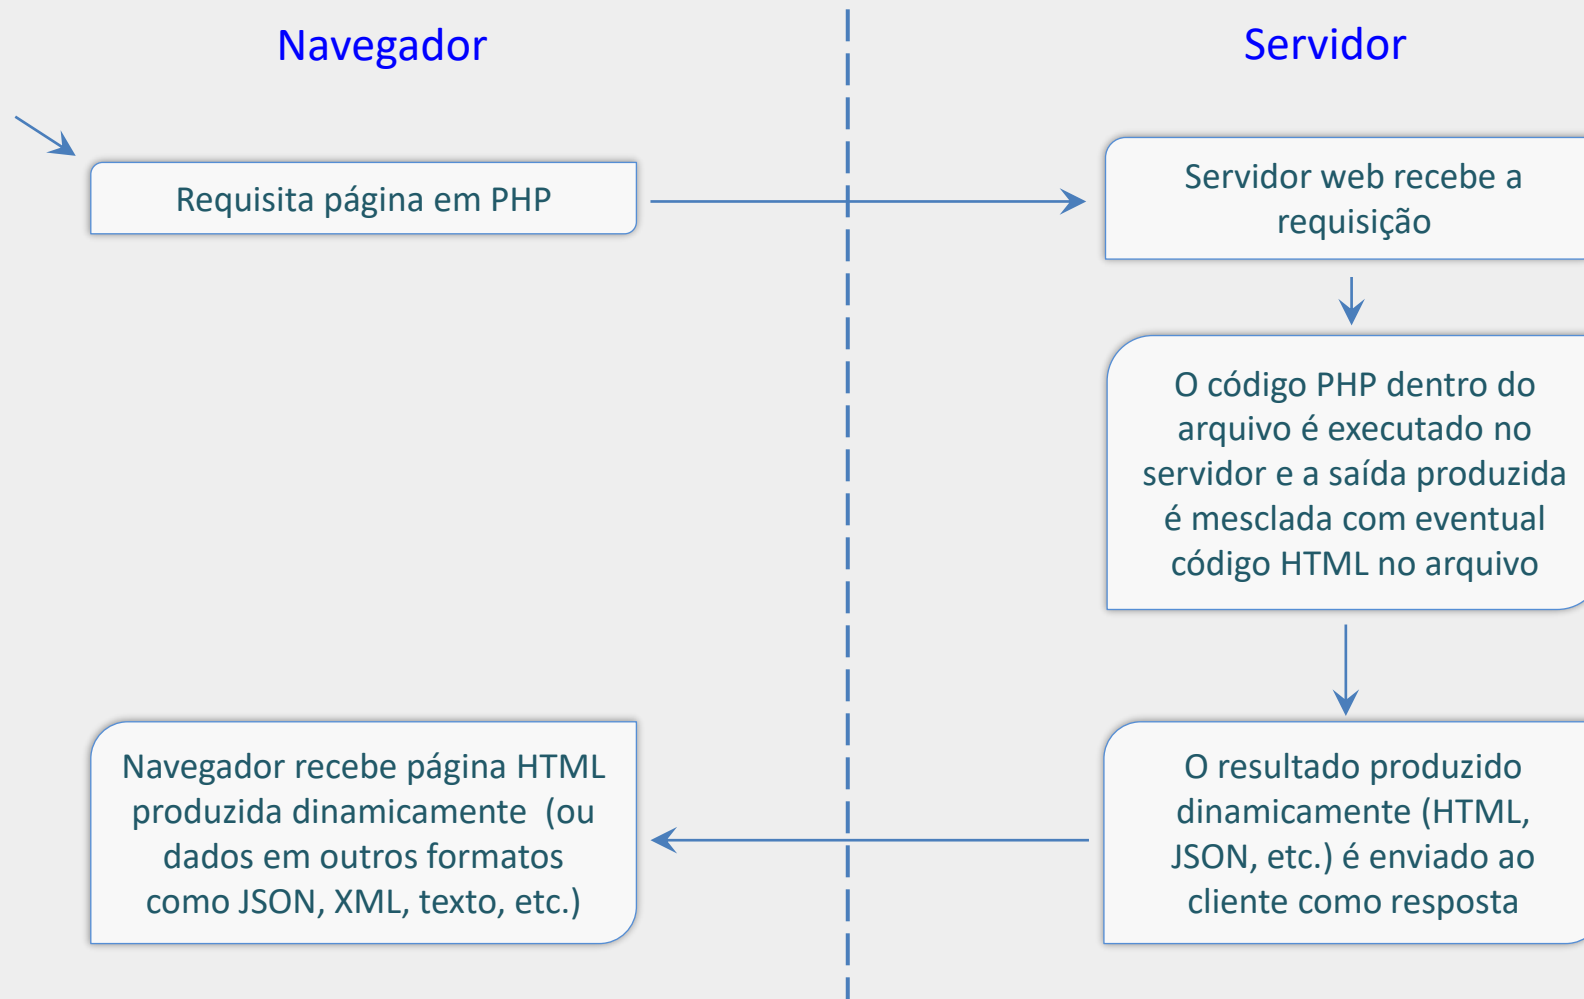 Navegador
Servidor
Requisita página em PHP
Servidor web recebe a
requisição
O código PHP dentro do
arquivo é executado no
servidor e a saída produzida
é mesclada com eventual
código HTML no arquivo
O resultado produzido
dinamicamente (HTML,
JSON, etc.) é enviado ao
cliente como resposta
Navegador recebe página HTML
produzida dinamicamente (ou
dados em outros formatos
como JSON, XML, texto, etc.)